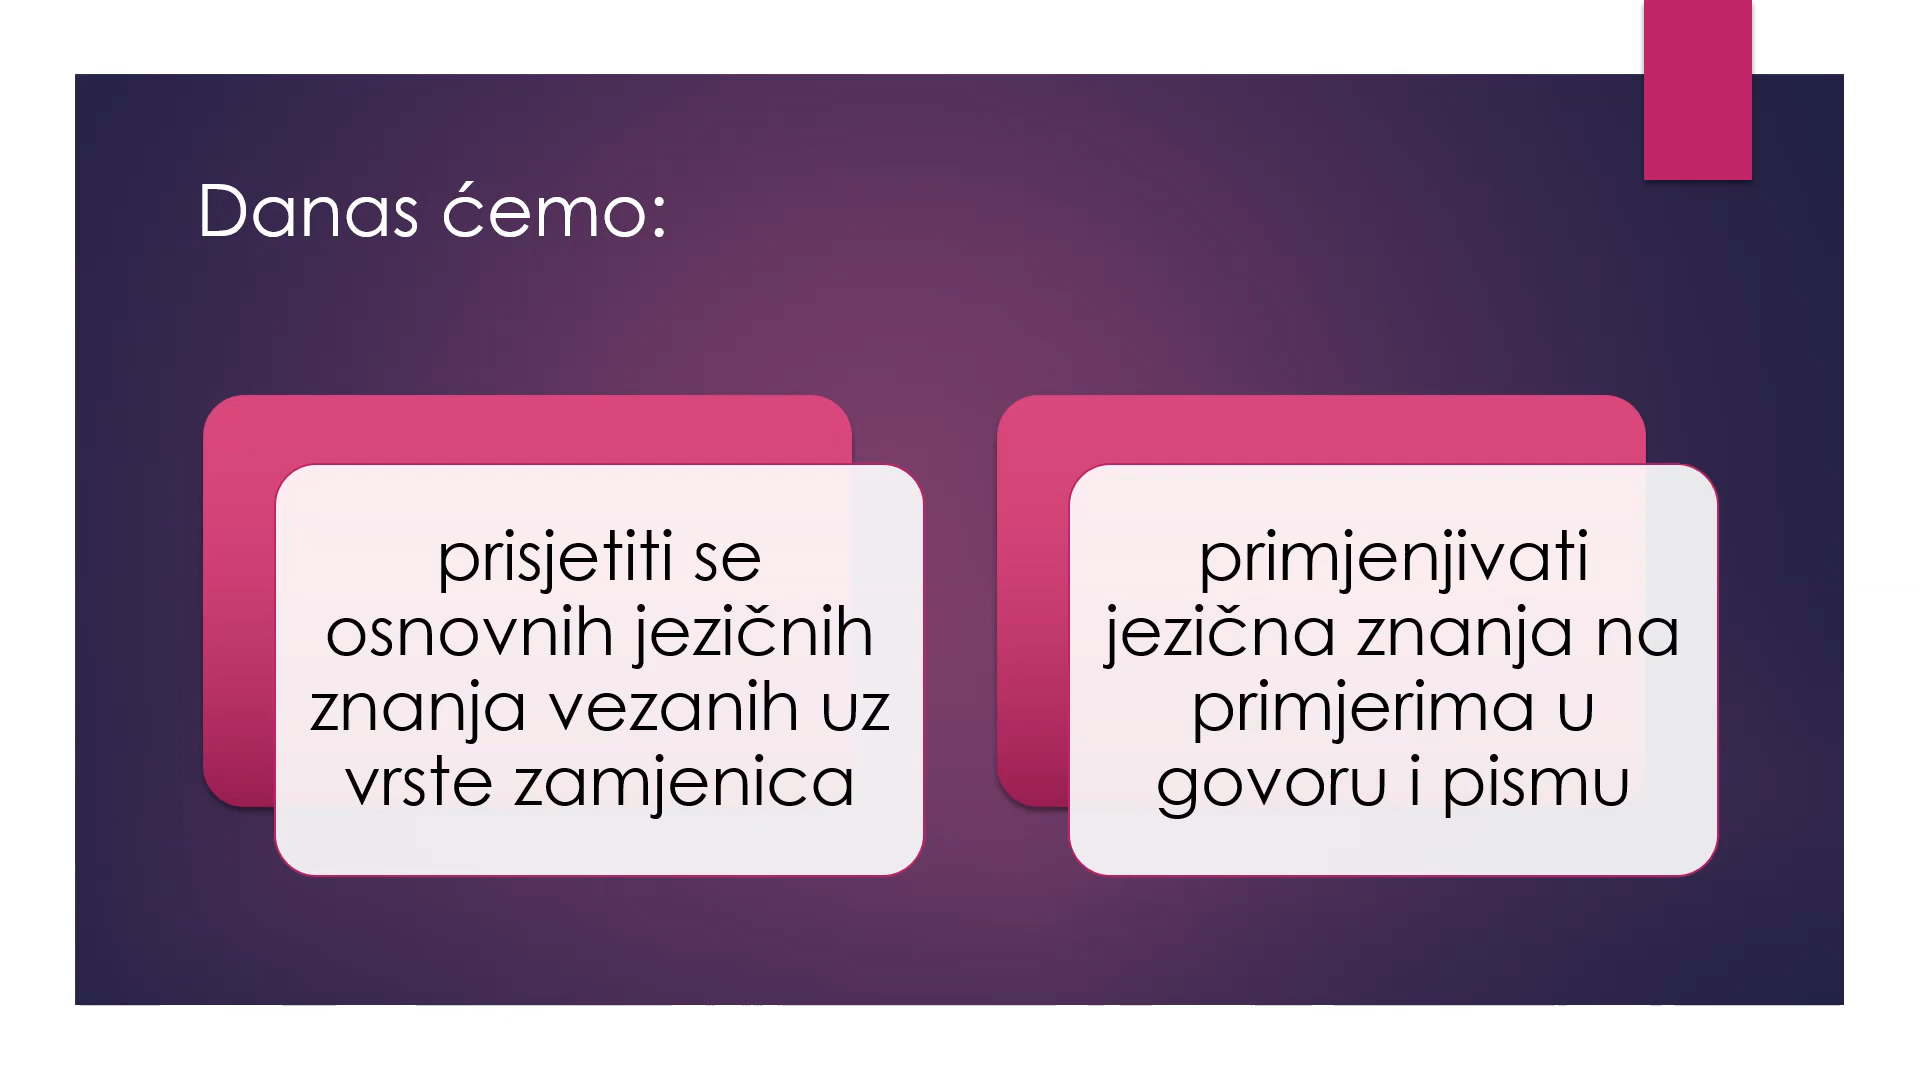 Danas ćemo:
prisjetiti se
osnovnih jezičnih
znanja vezanih uz
vrste zamjenica
primjenjivati
jezična znanja na
primjerima u
govoru i pismu